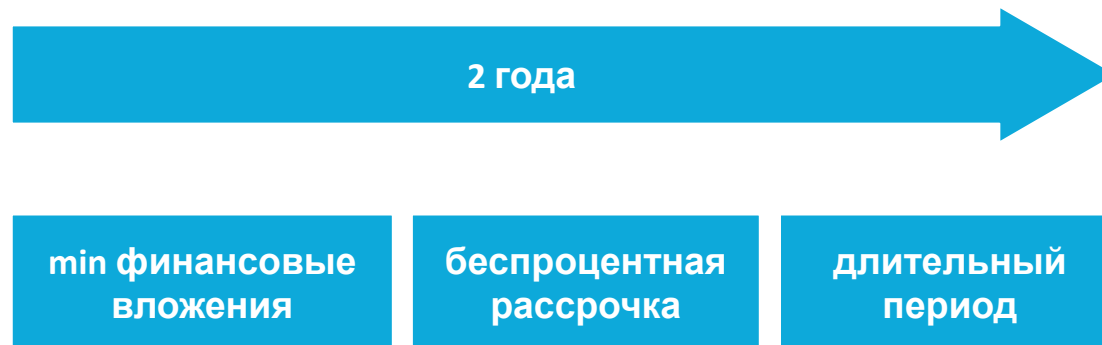 2 года
min финансовые
вложения
беспроцентная
рассрочка
длительный
период